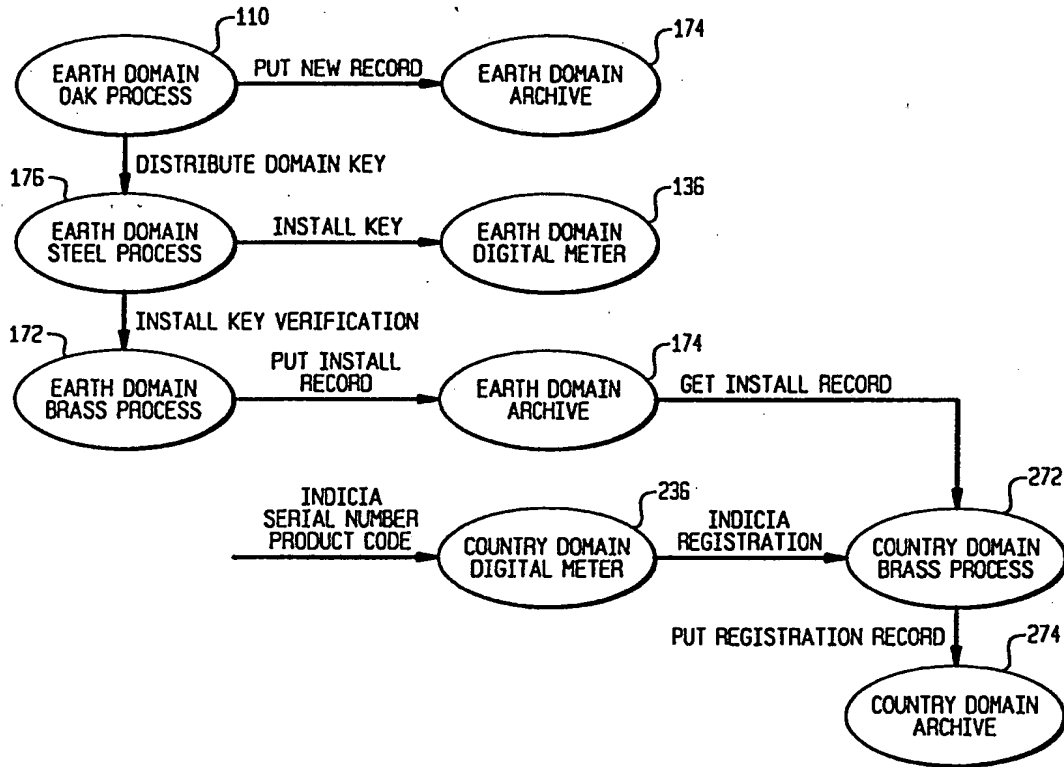 110
174
EARTH DOMAIN
OAK PROCESS
PUT NEW RECORD
EARTH DOMAIN
ARCHIVE
DISTRIBUTE DOMAIN KEY
176
136
EARTH DOMAIN
STEEL PROCESS
INSTALL KEY
EARTH DOMAIN
DIGITAL METER
INSTALL KEY VERIFICATION
172
174
EARTH DOMAIN
BRASS PROCESS
PUT INSTALL
RECORD
EARTH DOMAIN
ARCHIVE
GET INSTALL RECORD
INDICIA
SERIAL NUMBER
PRODUCT CODE
236
COUNTRY DOMAIN
DIGITAL METER
INDICIA
REGISTRATION
272
COUNTRY DOMAIN
BRASS PROCESS
PUT REGISTRATION RECORD
274
COUNTRY DOMAIN
ARCHIVE